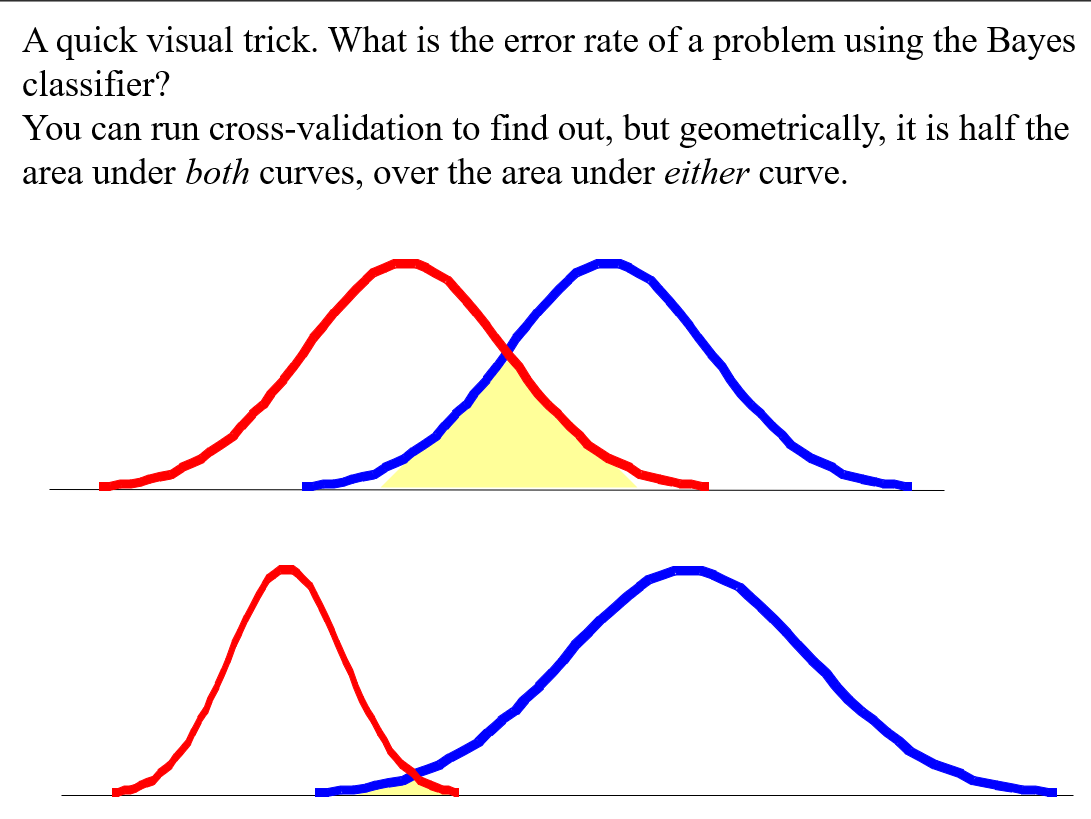 A quick visual trick. What is the error rate of a problem using the Bayes
classifier?
You can run cross-validation to find out, but geometrically, it is half the
area under both curves, over the area under either curve.